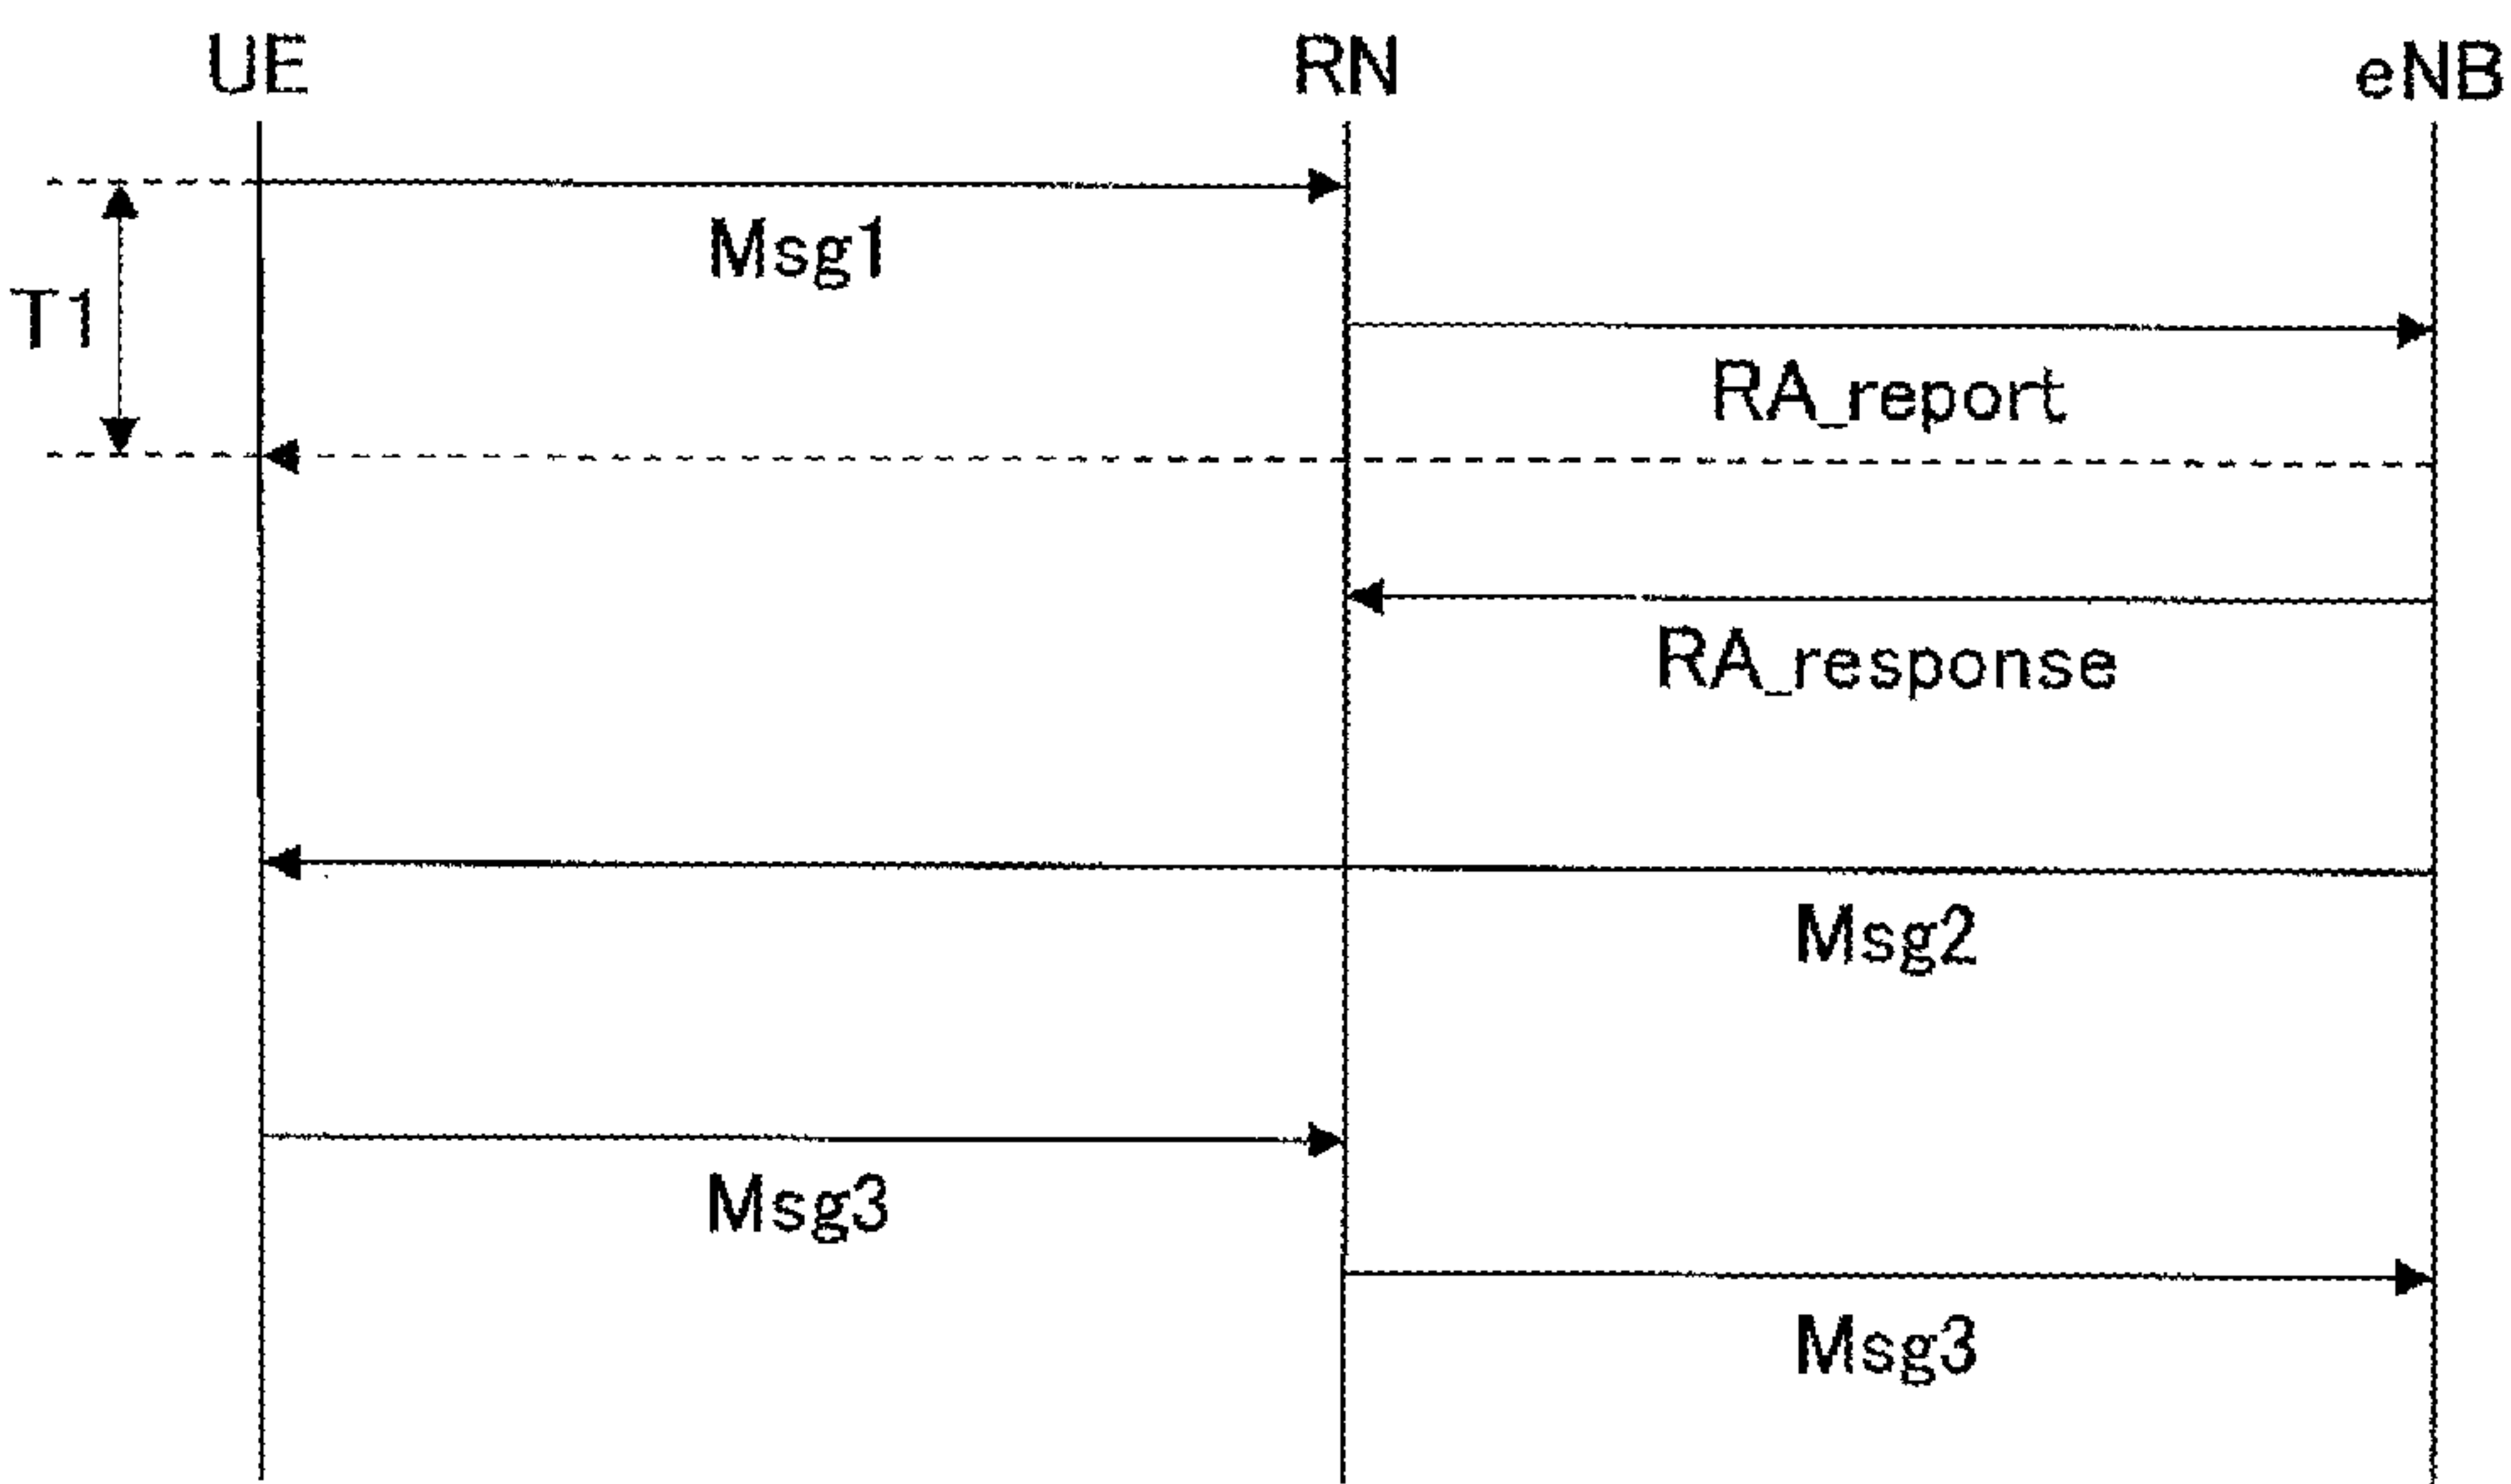 UE RN eNB
Msg1
T1
RA_report
RA_response
Msg2
Msg3
Msg3